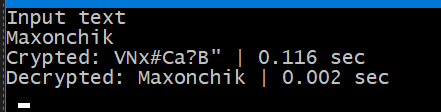 Input text
Maxonchik
Crypted: VNx#Ca?B" | 0.116 sec
Decrypted: Maxonchik | 0.002 sec